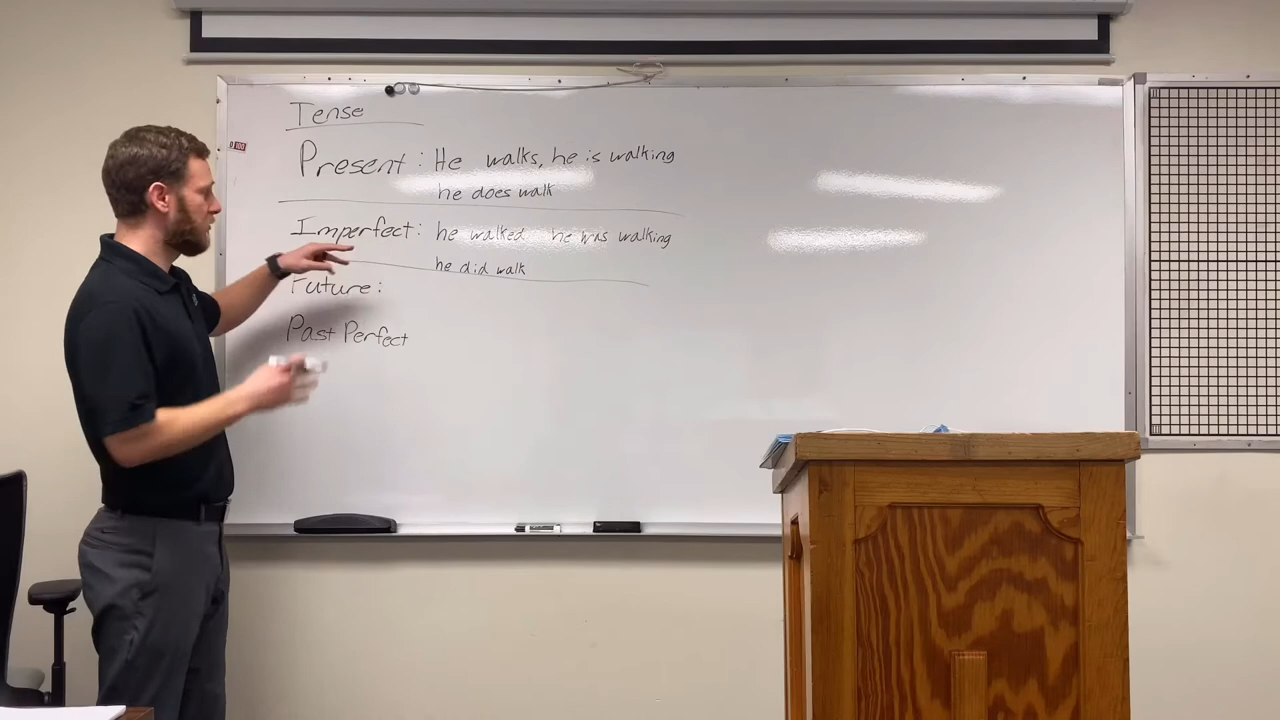 Tense
Present: He walks, he is walking
he does walk
Imperfect: he walked he was walking
he did walk
Future:
Past Perfect